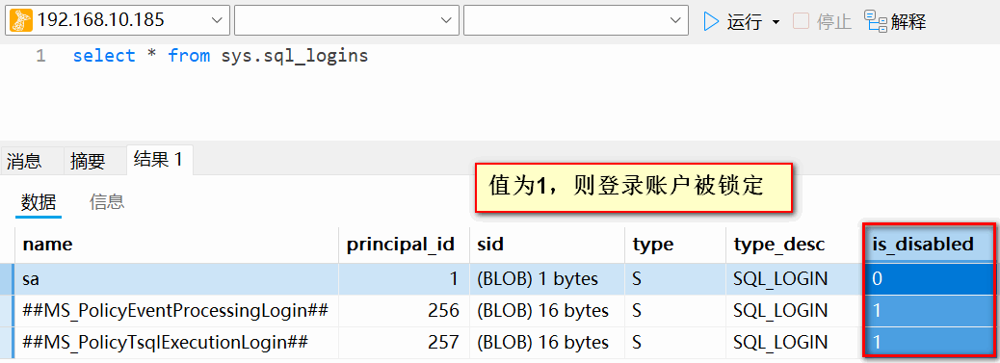 192.168.10.185 运行 停止 解释
1 select * from sys.sql_logins
消息 摘要 结果 1
值为1，则登录账户被锁定
数据 信息
name principal_id sid type type_desc is_disabled
sa 1 (BLOB) 1 bytes S SQL_LOGIN 0
##MS_PolicyEventProcessingLogin## 256 (BLOB) 16 bytes S SQL_LOGIN 1
##MS_PolicyTsqlExecutionLogin## 257 (BLOB) 16 bytes S SQL_LOGIN 1